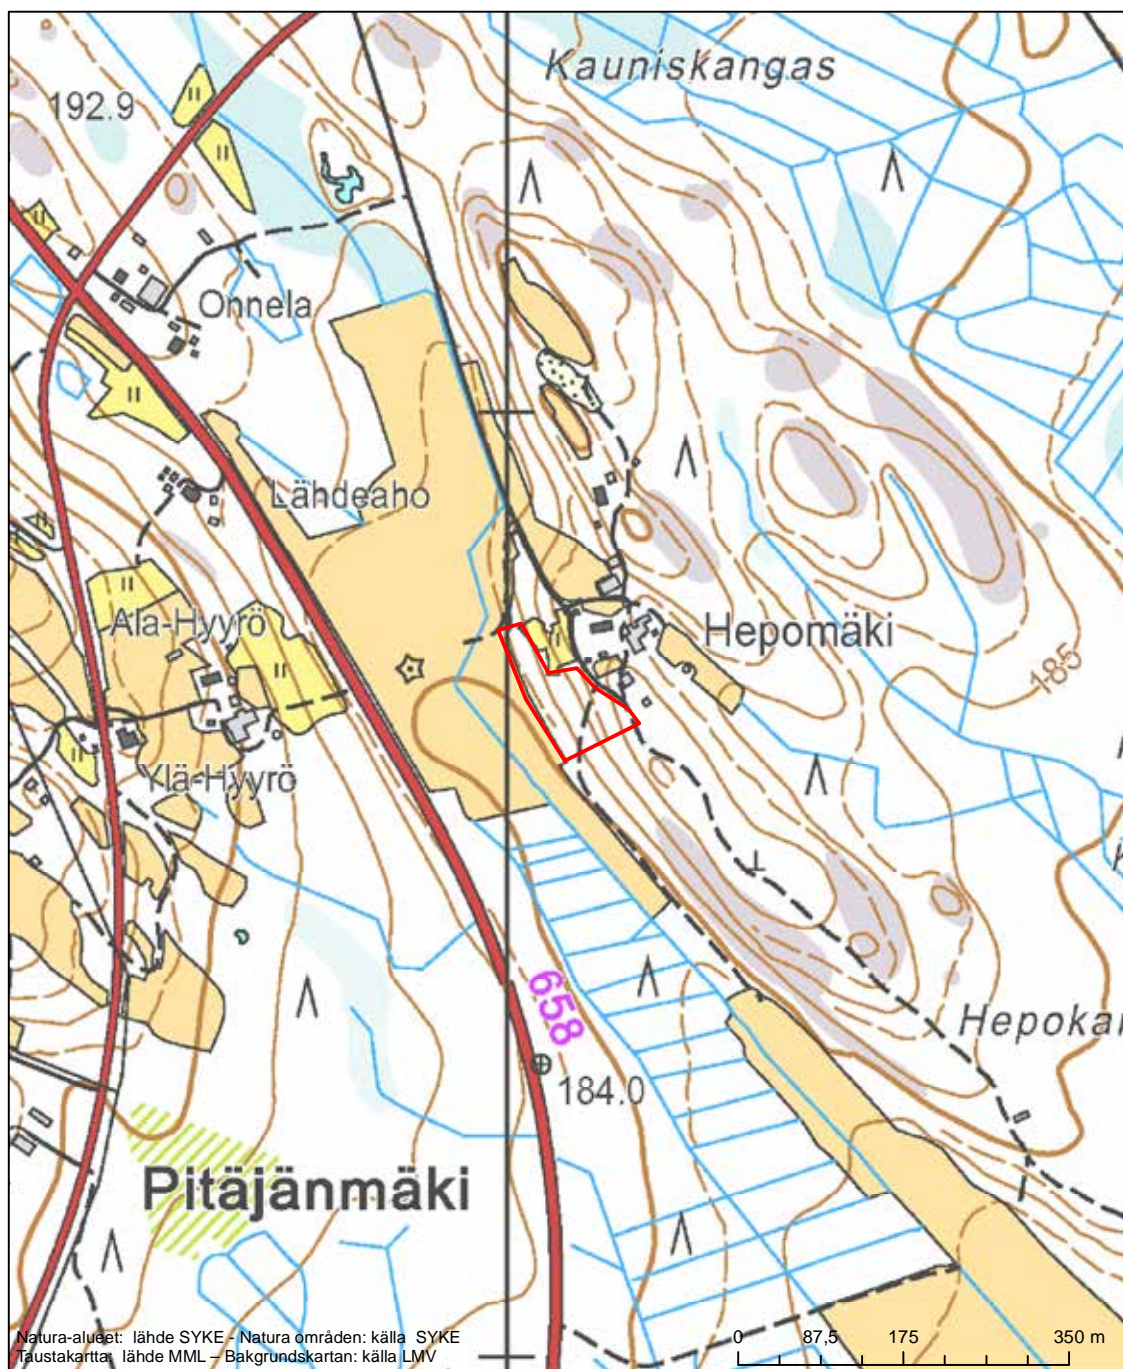 Kauniskangas
192.9
Onnela
Lähdeaho
Ala-Hyyrö
Hepomäki
185
Ylä-Hyyrö
658
Hepokan
184.0
Pitäjänmäki
Natura-alueet: lähde SYKE - Natura områden: källa SYKE
Taustakartta: lähde MML – Bakgrundskartan: källa LMV
0 87,5 175 350 m